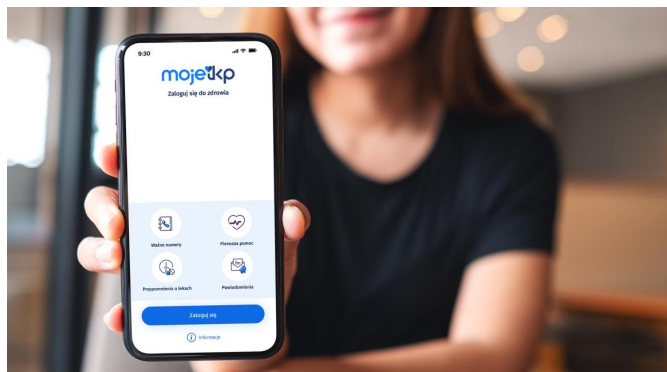 9:30
mojeikp
Zaloguj się do zdrowia
Ważne numery
Pierwsza pomoc
Przypomnienia o lekach
Powiadomienia
Zaloguj się
Informacje